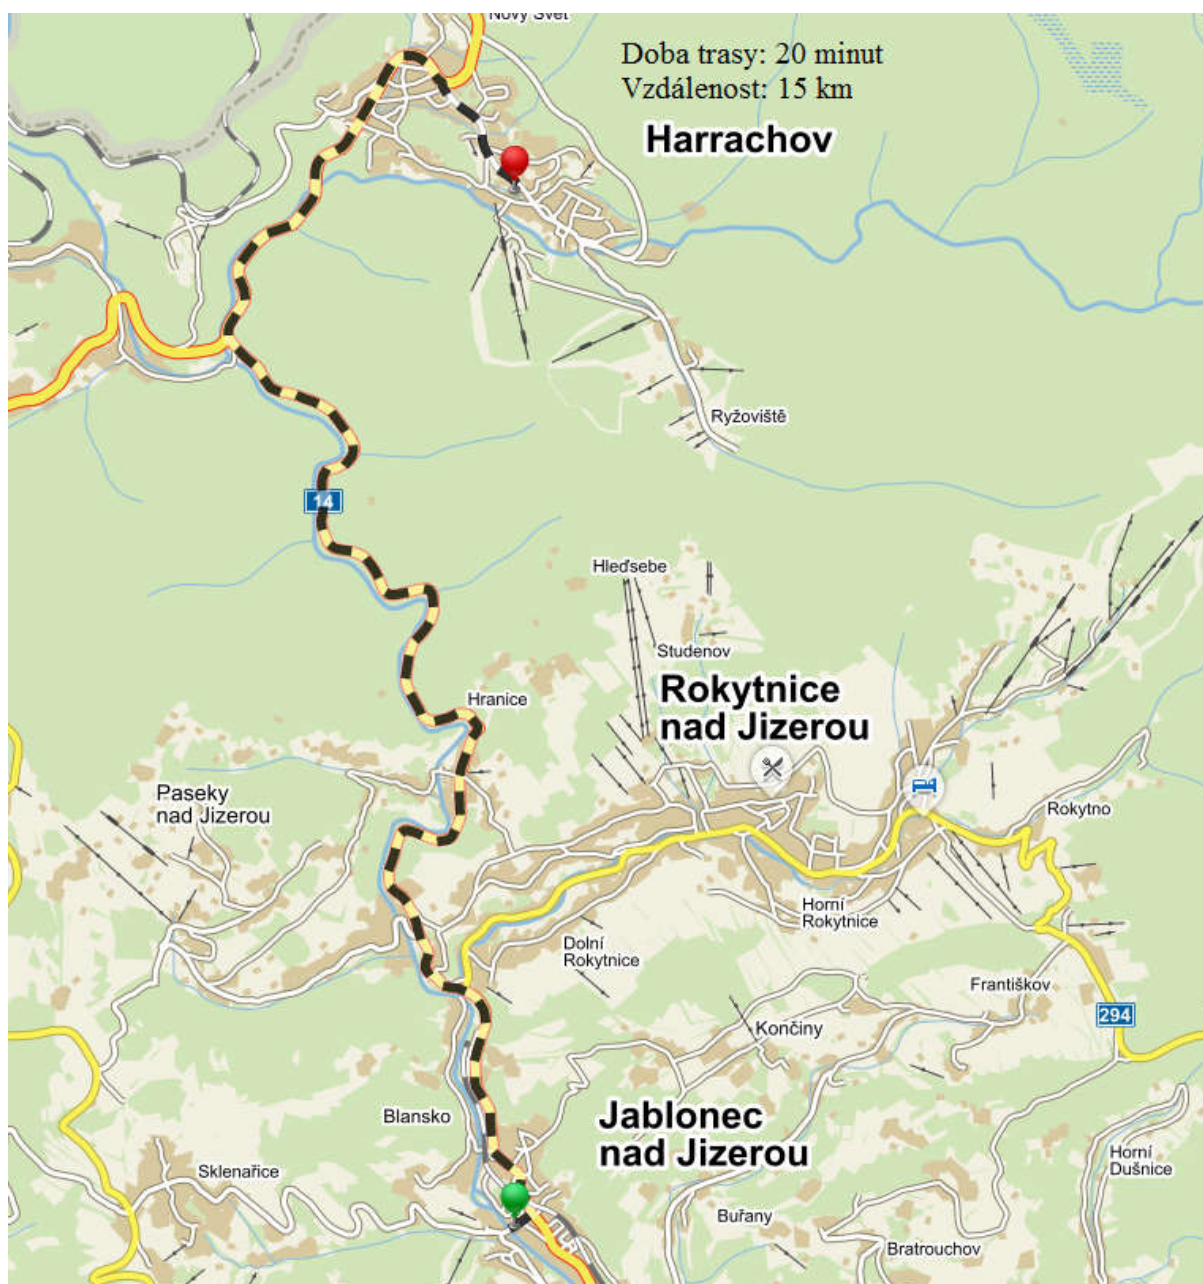 Nový Svět
Doba trasy: 20 minut
Vzdálenost: 15 km
Harrachov
Ryžoviště
14
Hleďsebe
Studenov
Rokytnice
nad Jizerou
Hranice
Paseky
nad Jizerou
Rokytno
Horní
Rokytnice
Dolní
Rokytnice
Františkov
294
Končiny
Jablonec
nad Jizerou
Blansko
Sklenařice
Horní
Dušnice
Buřany
Bratrouchov